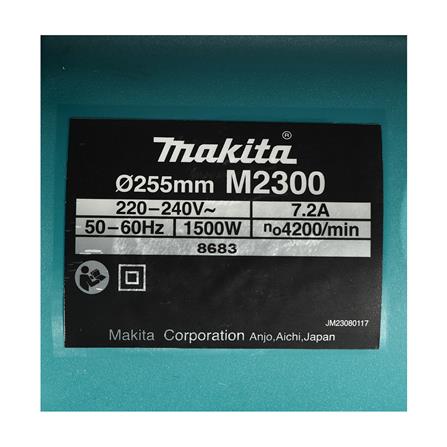 makita®
Ø255mm M2300
220–240V~ 7.2A
50–60Hz 1500W n₀4200/min
8683
JM23080117
Makita Corporation Anjo,Aichi,Japan